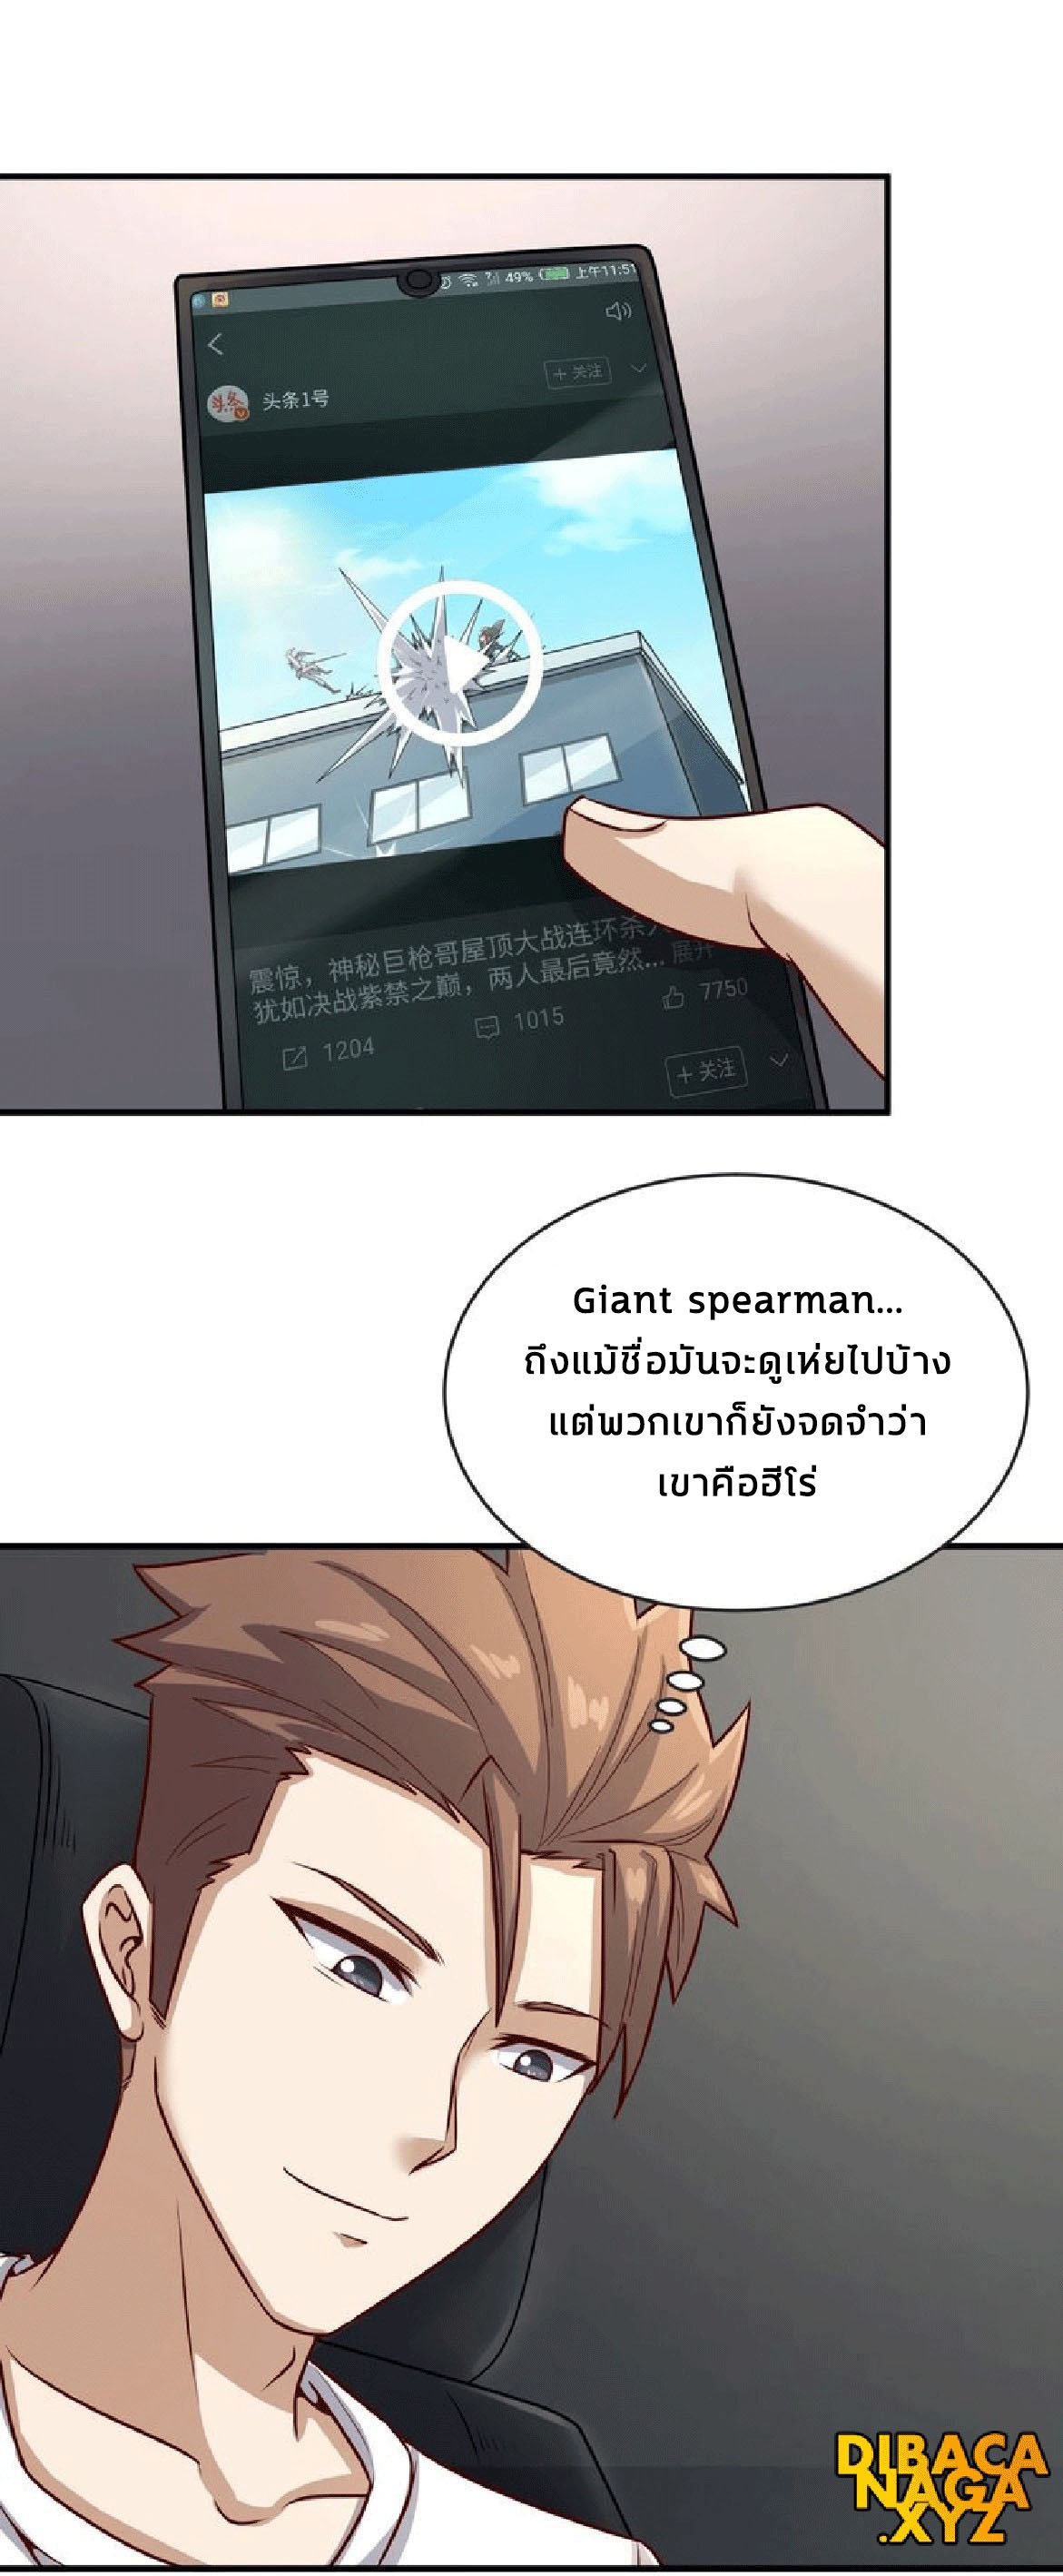 49% 上午11:51
头条 头条1号
+ 关注
震惊，神秘巨枪哥屋顶大战连环杀
犹如决战紫禁之巅，两人最后竟然... 展开
1204 1015 7750
+ 关注
Giant spearman...
ถึงแม้ชื่อมันจะดูเห่ยไปบ้าง
แต่พวกเขาก็ยังจดจำว่า
เขาคือฮีโร่
DIBACA
NAGA
.XYZ